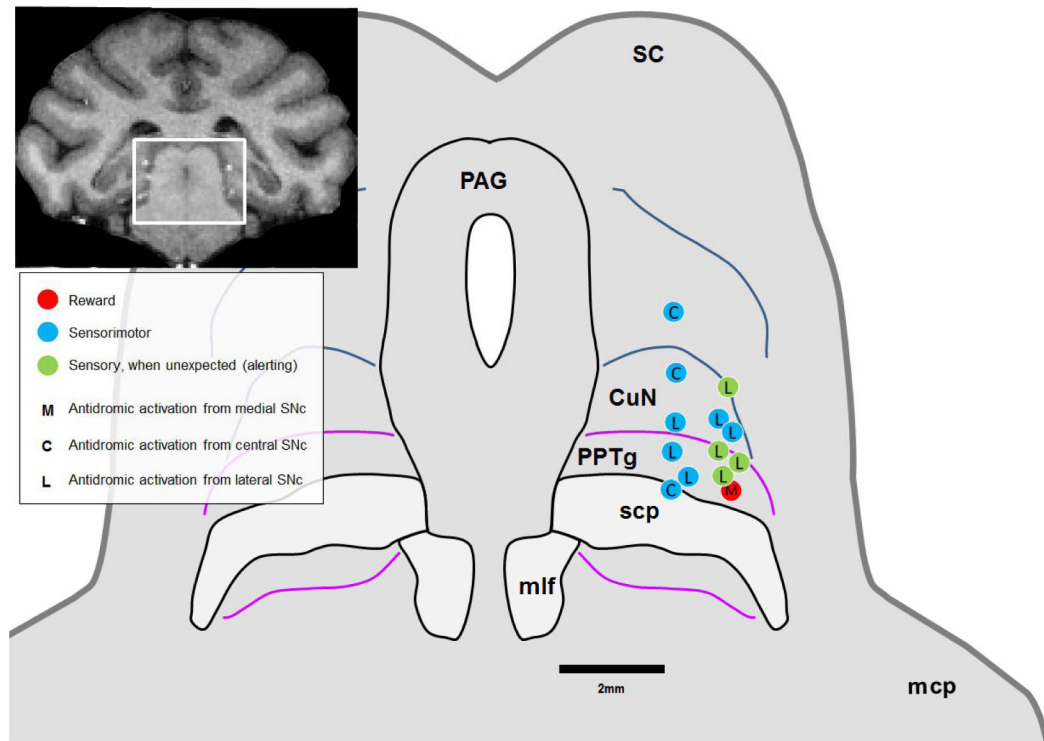 SC
PAG
Reward
Sensorimotor
Sensory, when unexpected (alerting)
M Antidromic activation from medial SNc
C Antidromic activation from central SNc
L Antidromic activation from lateral SNc
C
C
L
CuN
L
L
L
L
PPTg
L
L
L
L
C
M
scp
mlf
2mm
mcp